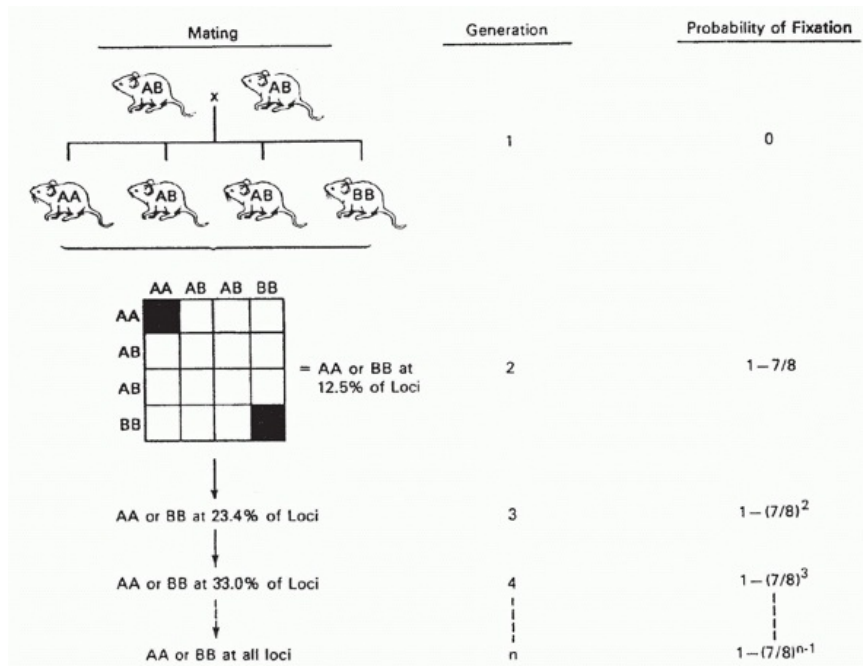 Mating Generation Probability of Fixation
AB x AB
1 0
AA AB AB BB
AA AB AB BB
AA
AB
= AA or BB at
12.5% of Loci
2 1−7/8
AB
BB
AA or BB at 23.4% of Loci 3 1−(7/8)²
AA or BB at 33.0% of Loci 4 1−(7/8)³
AA or BB at all loci n 1−(7/8)ⁿ⁻¹